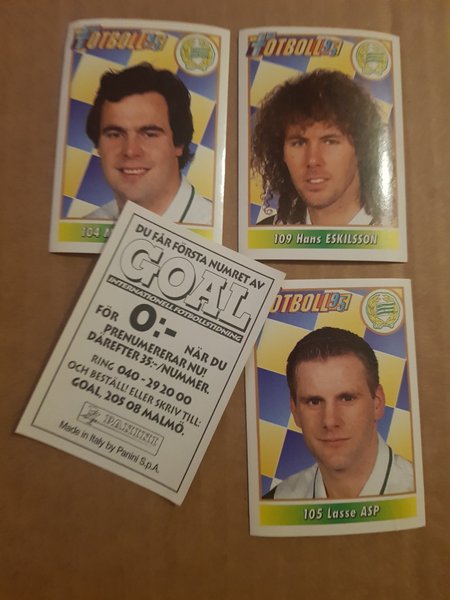 FOTBOLL 95
104
FOTBOLL 95
109 Hans ESKILSSON
DU FÅR FÖRSTA NUMRET AV
GOAL
INTERNATIONELL FOTBOLLSTIDNING
FÖR 0:- NÄR DU
PRENUMERERAR NU!
DÄREFTER 35:-/NUMMER.
RING 040 - 29 20 00
OCH BESTÄLL! ELLER SKRIV TILL:
GOAL, 205 08 MALMÖ.
PANINI
Made in Italy by Panini S.p.A.
FOTBOLL 95
105 Lasse ASP